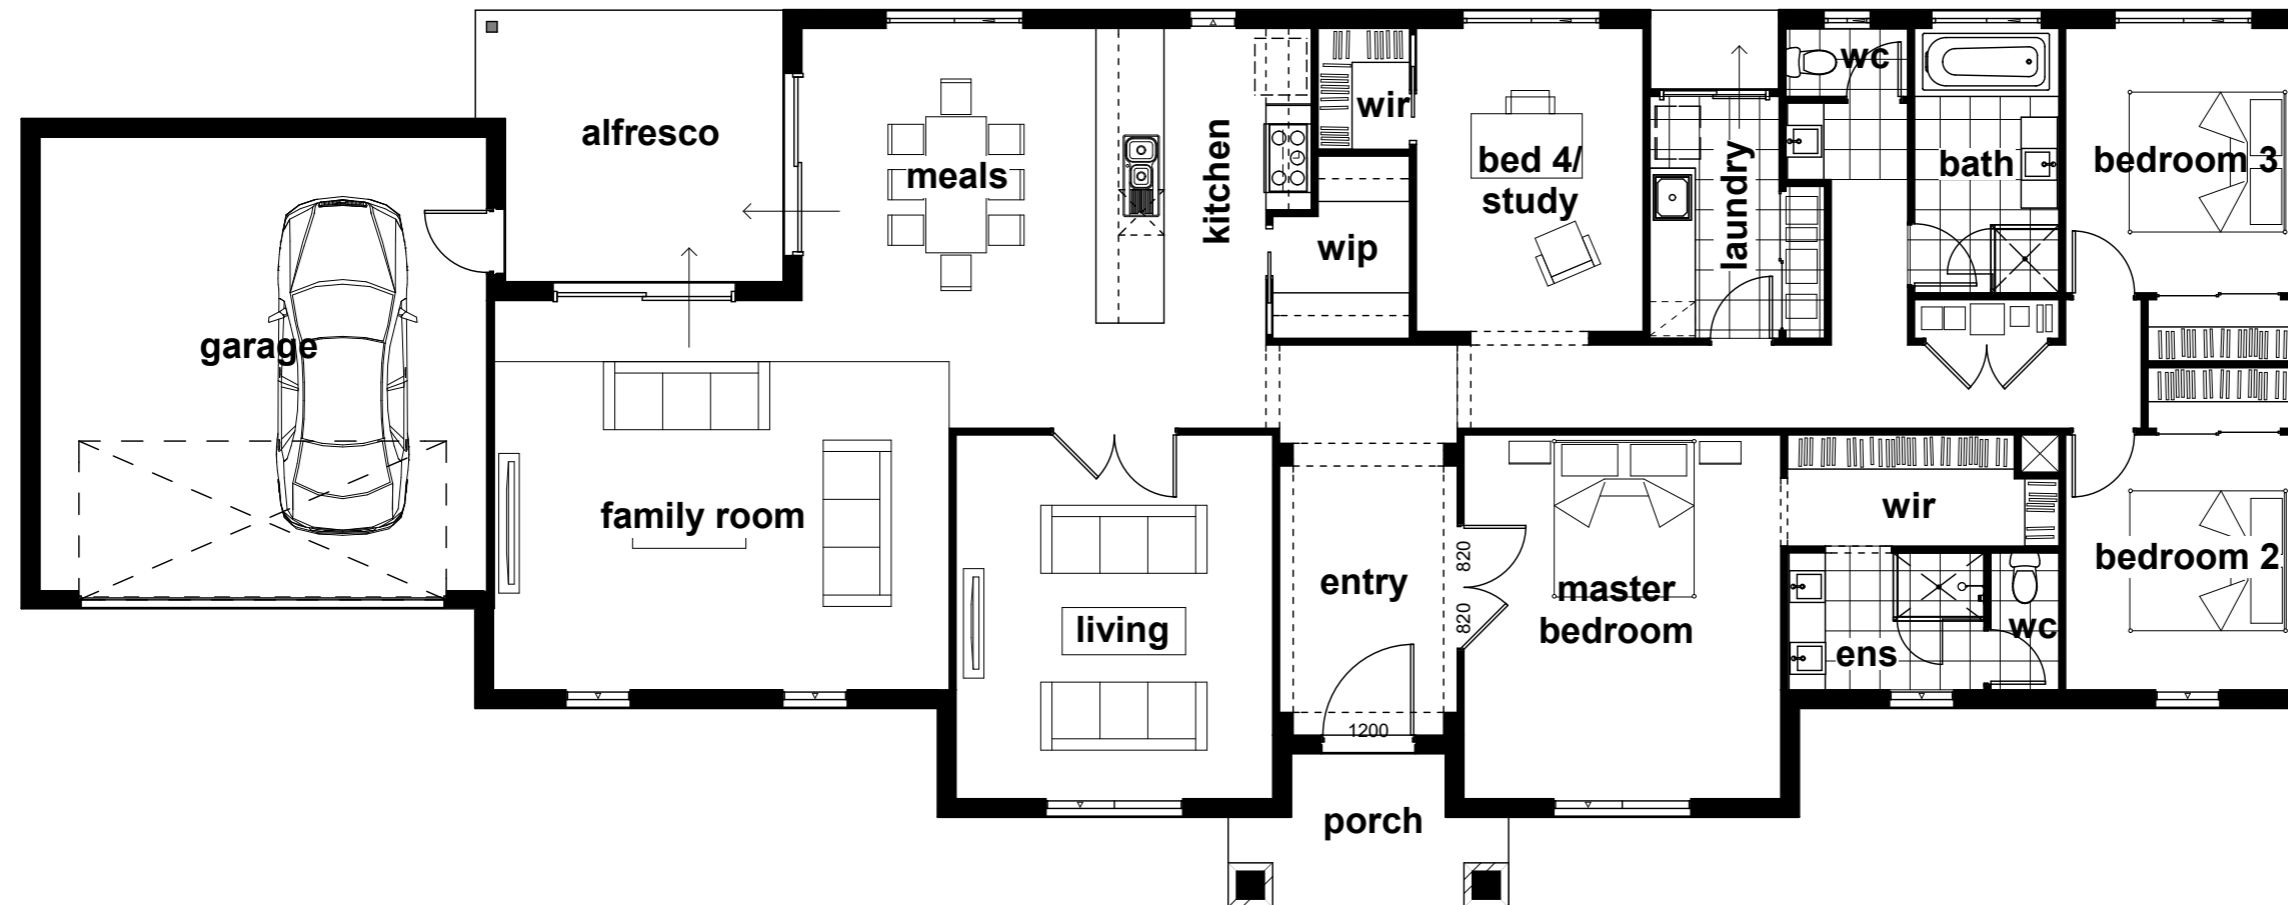 wc
alfresco
wir
meals
kitchen
bed 4/
study
laundry
bath
bedroom 3
wip
garage
family room
living
entry
820
820
master
bedroom
wir
bedroom 2
wc
ens
1200
porch